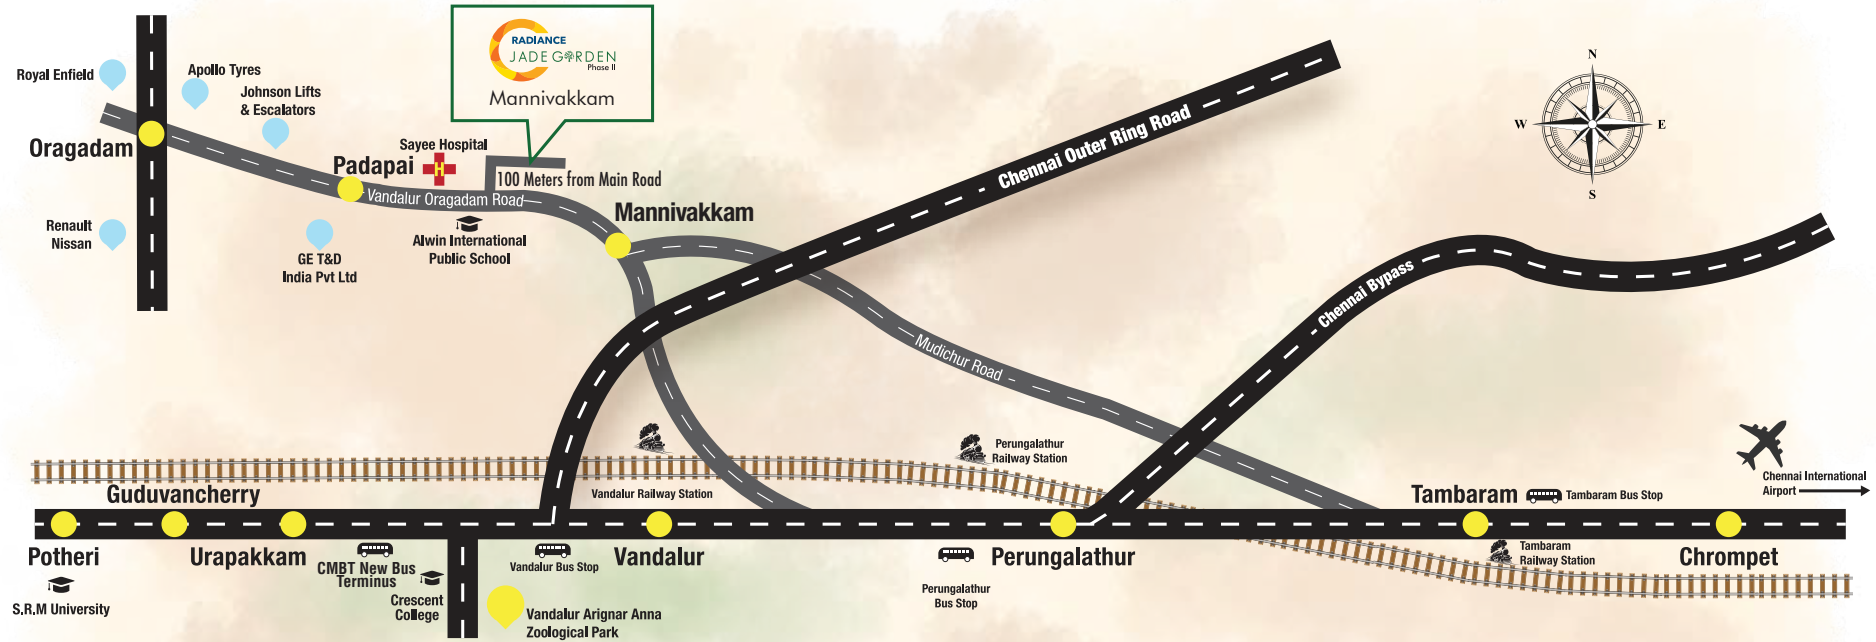 RADIANCE
JADE GARDEN
Phase II
Mannivakkam
Royal Enfield
Apollo Tyres
Johnson Lifts
& Escalators
Oragadam
Padapai
Sayee Hospital
H
100 Meters from Main Road
Vandalur Oragadam Road
Mannivakkam
Renault
Nissan
GE T&D
India Pvt Ltd
Alwin International
Public School
Chennai Outer Ring Road
N
W
E
S
Chennai Bypass
Mudichur Road
Perungalathur
Railway Station
Vandalur Railway Station
Chennai International
Airport
Guduvancherry
Tambaram
Tambaram Bus Stop
Potheri
Urapakkam
CMBT New Bus
Terminus
Vandalur Bus Stop
Vandalur
Perungalathur
Tambaram
Railway Station
Chrompet
S.R.M University
Crescent
College
Vandalur Arignar Anna
Zoological Park
Perungalathur
Bus Stop